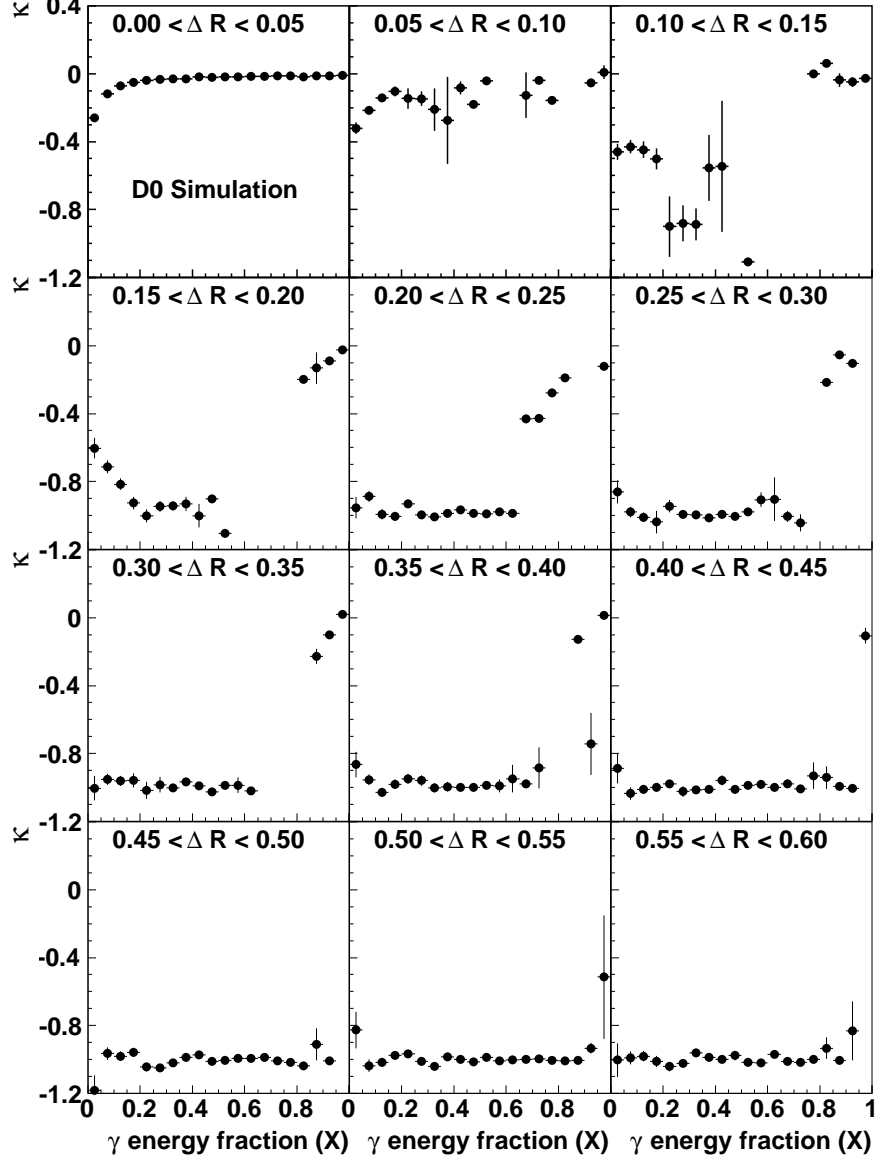 κ
0.4
0
-0.4
-0.8
-1.2
0.00 < Δ R < 0.05
0.05 < Δ R < 0.10
0.10 < Δ R < 0.15
D0 Simulation
κ
0
-0.4
-0.8
-1.2
0.15 < Δ R < 0.20
0.20 < Δ R < 0.25
0.25 < Δ R < 0.30
κ
0
-0.4
-0.8
-1.2
0.30 < Δ R < 0.35
0.35 < Δ R < 0.40
0.40 < Δ R < 0.45
κ
0
-0.4
-0.8
-1.2
0.45 < Δ R < 0.50
0.50 < Δ R < 0.55
0.55 < Δ R < 0.60
0 0.2 0.4 0.6 0.8 0 0.2 0.4 0.6 0.8 0 0.2 0.4 0.6 0.8 1
γ energy fraction (X) γ energy fraction (X) γ energy fraction (X)